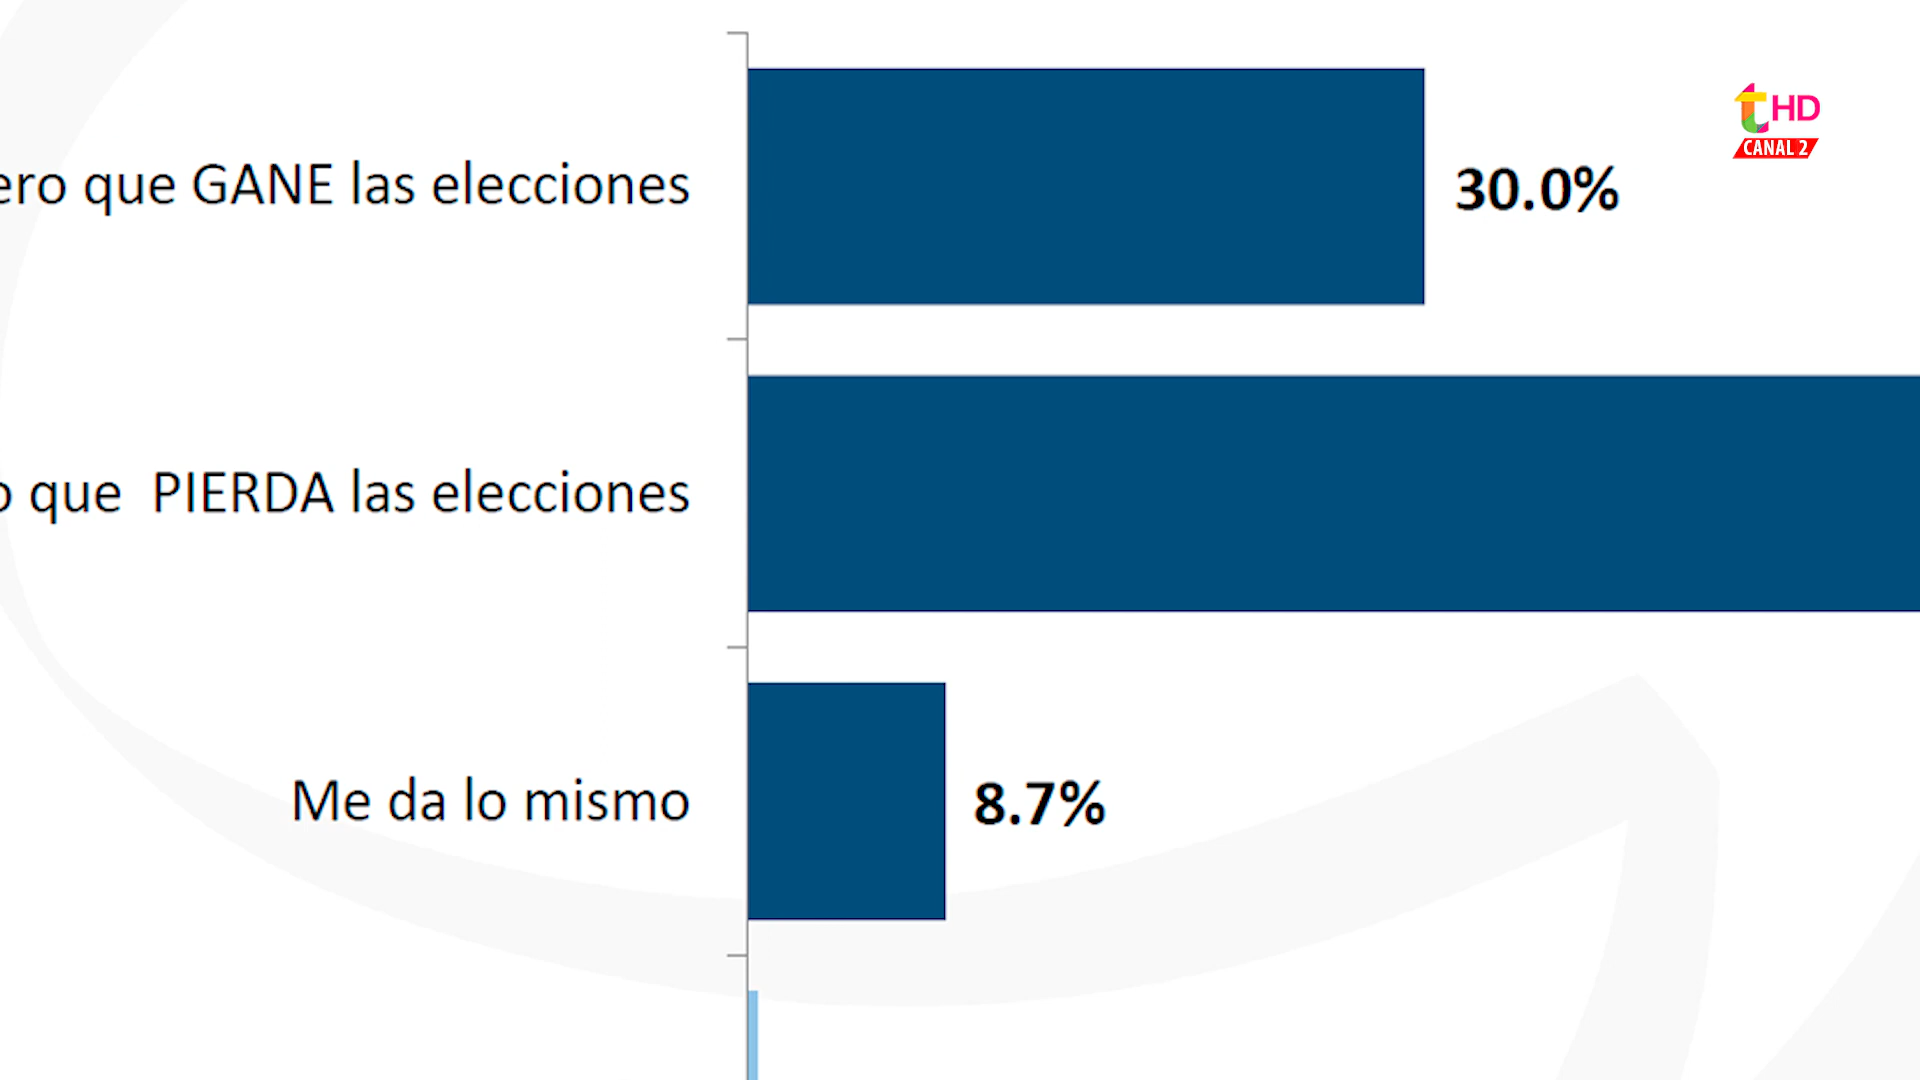 que GANE las elecciones
30.0%
que PIERDA las elecciones
Me da lo mismo
8.7%
t HD
CANAL 2